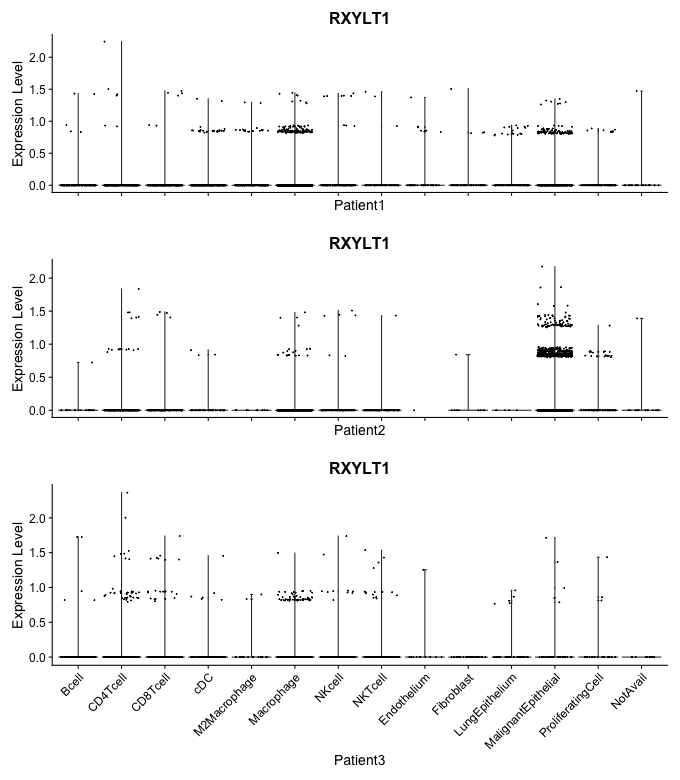 RXYLT1
Expression Level
2.0
1.5
1.0
0.5
0.0
Patient1
RXYLT1
Expression Level
2.0
1.5
1.0
0.5
0.0
Patient2
RXYLT1
Expression Level
2.0
1.5
1.0
0.5
0.0
Bcell
CD4Tcell
CD8Tcell
cDC
M2Macrophage
Macrophage
NKcell
NKTcell
Endothelium
Fibroblast
LungEpithelium
MalignantEpithelial
ProliferatingCell
NotAvail
Patient3